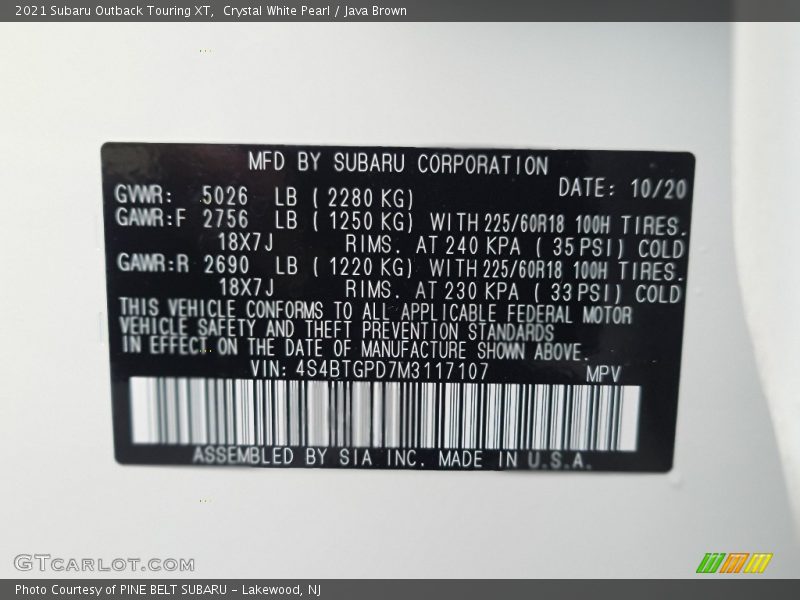 2021 Subaru Outback Touring XT, Crystal White Pearl / Java Brown
MFD BY SUBARU CORPORATION
DATE: 10/20
GVWR: 5026 LB ( 2280 KG)
GAWR:F 2756 LB ( 1250 KG) WITH 225/60R18 100H TIRES.
18X7J RIMS. AT 240 KPA ( 35 PSI) COLD
GAWR:R 2690 LB ( 1220 KG) WITH 225/60R18 100H TIRES.
18X7J RIMS. AT 230 KPA ( 33 PSI) COLD
THIS VEHICLE CONFORMS TO ALL APPLICABLE FEDERAL MOTOR
VEHICLE SAFETY AND THEFT PREVENTION STANDARDS
IN EFFECT ON THE DATE OF MANUFACTURE SHOWN ABOVE.
VIN: 4S4BTGPD7M3117107 MPV
ASSEMBLED BY SIA INC. MADE IN U.S.A.
GTCARLOT.COM
Photo Courtesy of PINE BELT SUBARU - Lakewood, NJ